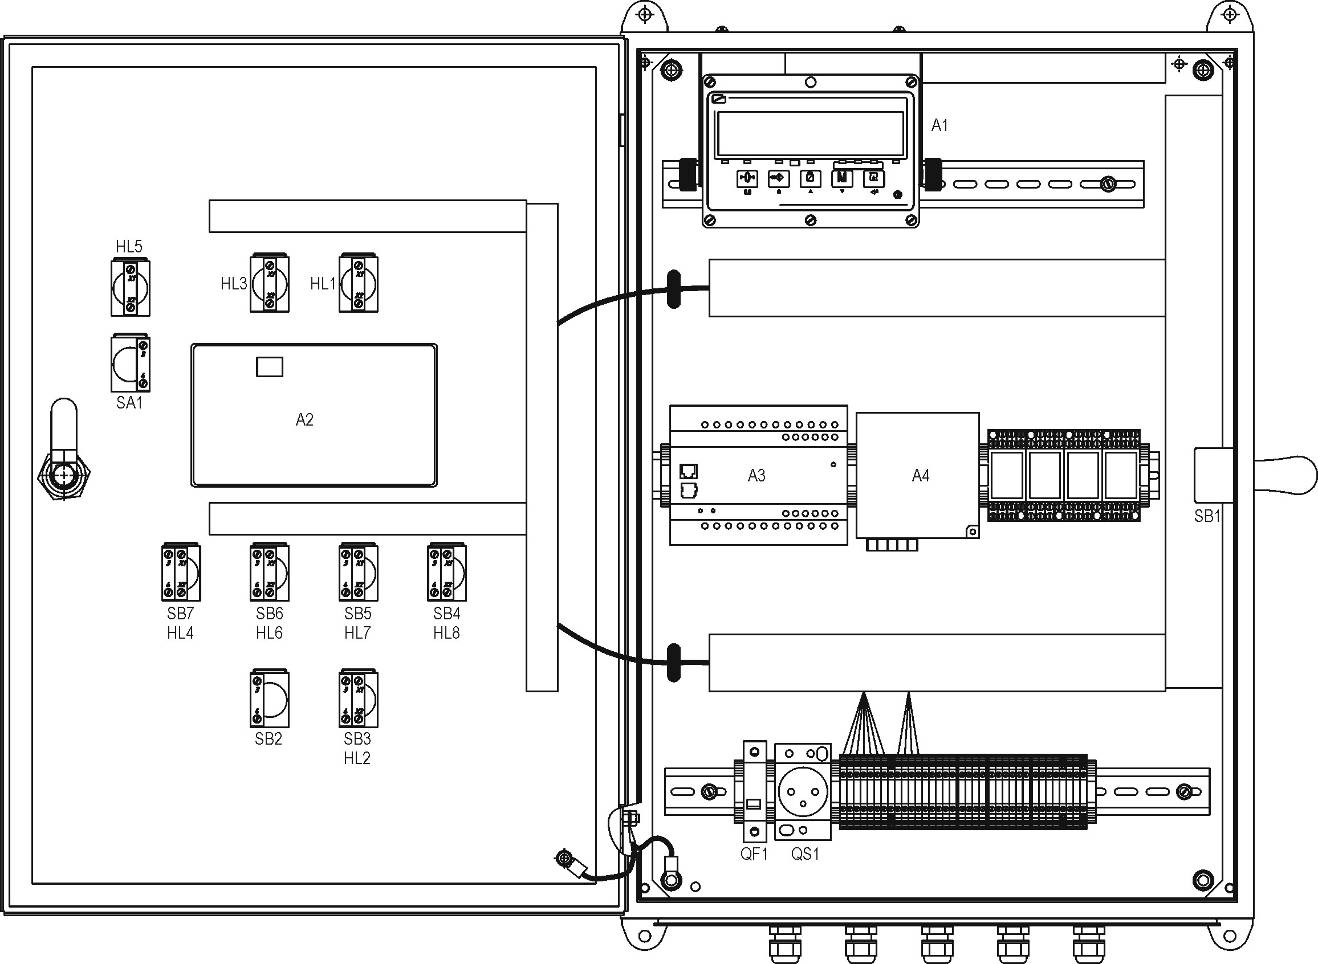 A1
HL5
HL3
HL1
SA1
A2
A3
A4
SB1
SB7
HL4
SB6
HL6
SB5
HL7
SB4
HL8
SB2
SB3
HL2
QF1
QS1